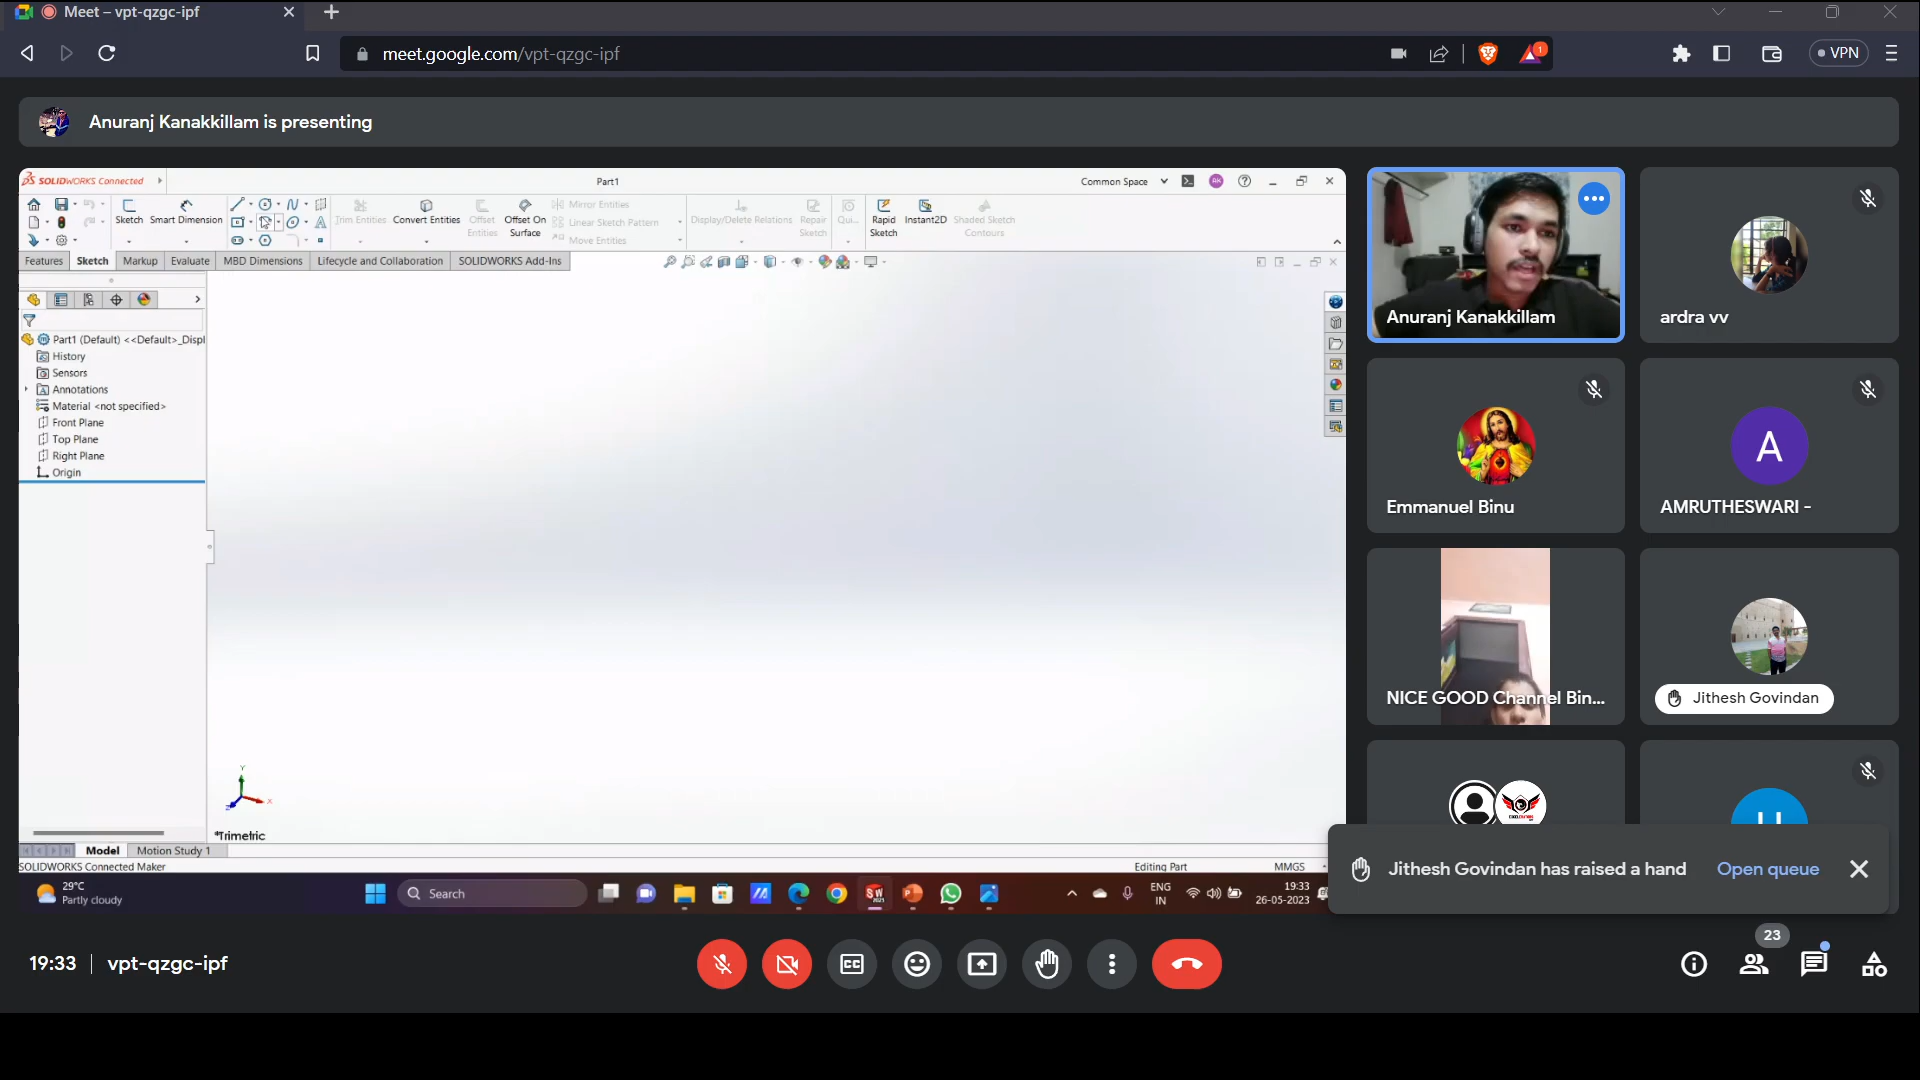 Meet – vpt-qzgc-ipf
meet.google.com/vpt-qzgc-ipf
1
VPN
Anuranj Kanakkillam is presenting
SOLIDWORKS Connected
Part1
Common Space
AK
Sketch
Smart Dimension
Trim Entities
Convert Entities
Offset Entities
Offset On Surface
Mirror Entities
Linear Sketch Pattern
Move Entities
Display/Delete Relations
Repair Sketch
Qui...
Rapid Sketch
Instant2D
Shaded Sketch Contours
Features
Sketch
Markup
Evaluate
MBD Dimensions
Lifecycle and Collaboration
SOLIDWORKS Add-Ins
Part1 (Default) <<Default>_Displ
History
Sensors
Annotations
Material <not specified>
Front Plane
Top Plane
Right Plane
Origin
Y
X
Z
*Trimetric
Model
Motion Study 1
SOLIDWORKS Connected Maker
Editing Part
MMGS
29°C
Partly cloudy
Search
ENG
IN
19:33
26-05-2023
Anuranj Kanakkillam
ardra vv
Emmanuel Binu
A
AMRUTHESWARI -
NICE GOOD Channel Bin...
Jithesh Govindan
Jithesh Govindan has raised a hand
Open queue
19:33
vpt-qzgc-ipf
CC
23